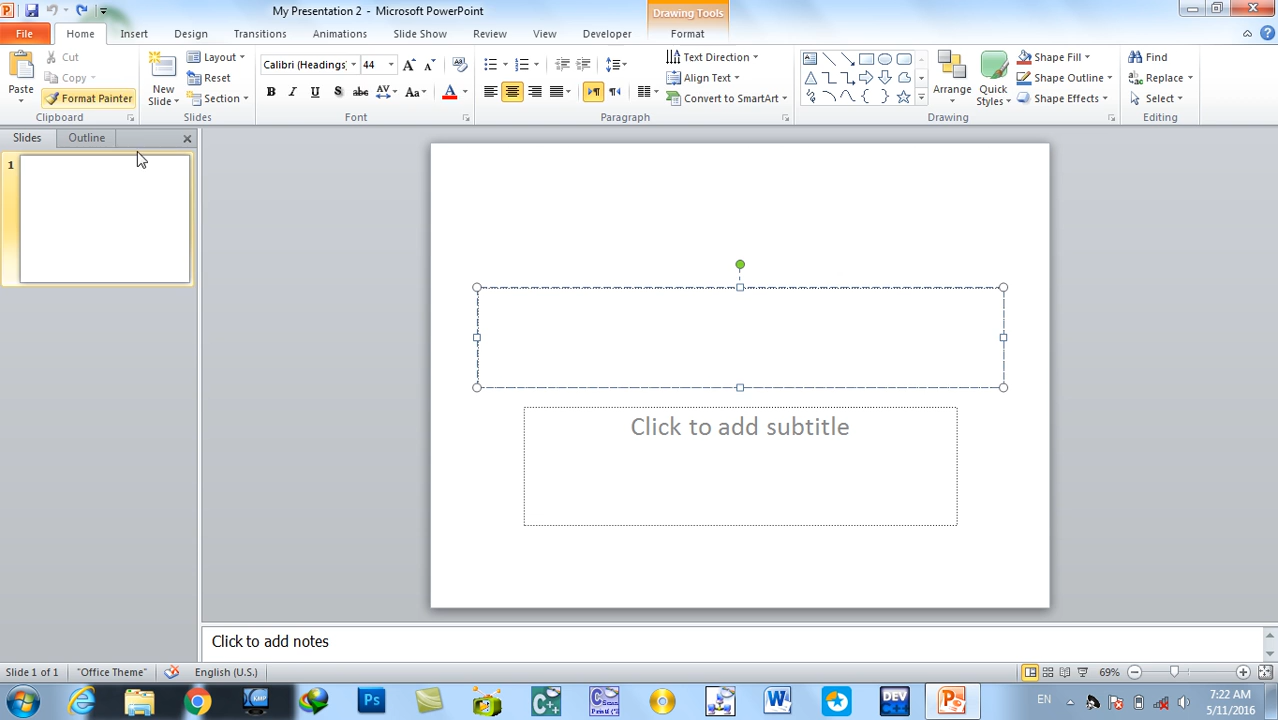 My Presentation 2 - Microsoft PowerPoint
Drawing Tools
File Home Insert Design Transitions Animations Slide Show Review View Developer Format
Paste
Cut
Copy
Format Painter
Clipboard
New Slide
Layout
Reset
Section
Slides
Calibri (Headings) 44
B I U S abc AV Aa A
Font
Text Direction
Align Text
Convert to SmartArt
Paragraph
Arrange
Quick Styles
Shape Fill
Shape Outline
Shape Effects
Drawing
Find
Replace
Select
Editing
Slides Outline
1
Click to add subtitle
Click to add notes
Slide 1 of 1 "Office Theme" English (U.S.) 69%
EN
7:22 AM
5/11/2016